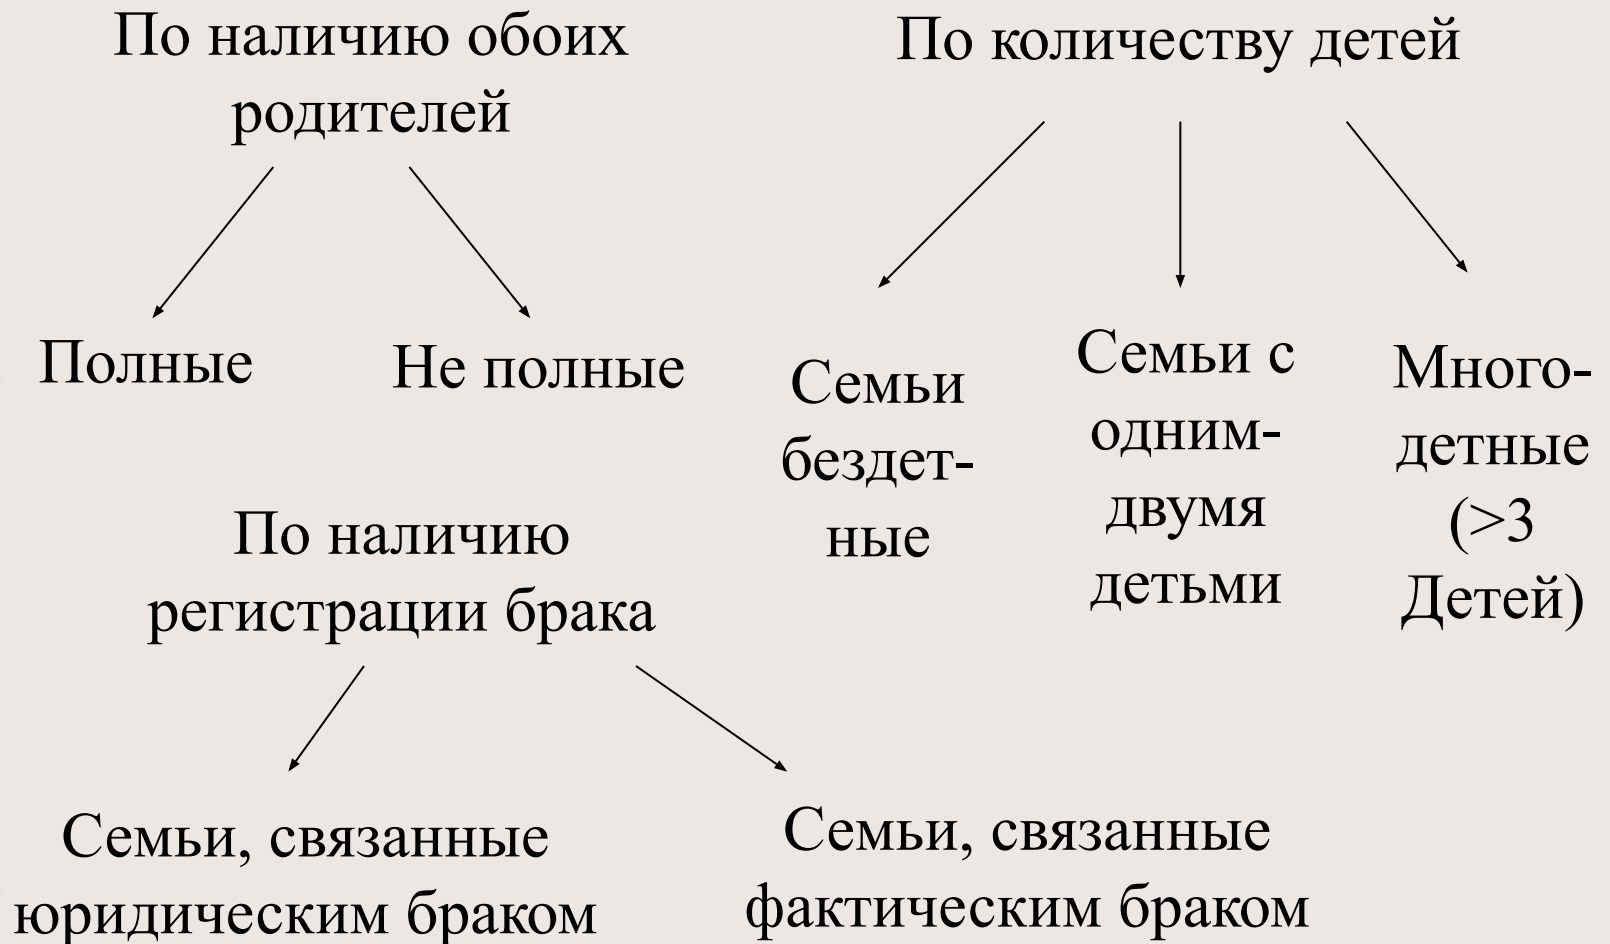 По наличию обоих
родителей
Полные
Не полные
По количеству детей
Семьи
бездет-
ные
Семьи с
одним-
двумя
детьми
Много-
детные
(>3
Детей)
По наличию
регистрации брака
Семьи, связанные
юридическим браком
Семьи, связанные
фактическим браком